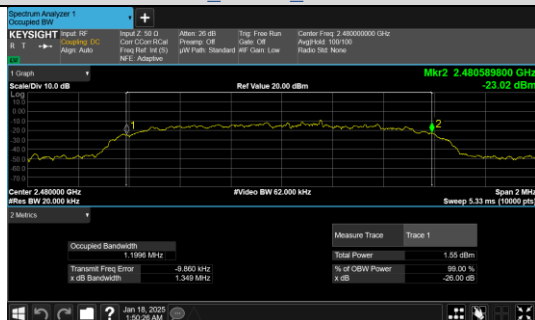 Spectrum Analyzer 1
Occupied BW
KEYSIGHT Input: RF Input Z: 50 Ω Atten: 26 dB Trig: Free Run Center Freq: 2.480000000 GHz
R T Coupling: DC Corr CCorr RCal Preamp: Off Gate: Off Avg|Hold: 100/100
Align: Auto Freq Ref: Int (S) µW Path: Standard #IF Gain: Low Radio Std: None
NFE: Adaptive
1 Graph Mkr2 2.480589800 GHz
Scale/Div 10.0 dB Ref Value 20.00 dBm -23.02 dBm
Log
10.0
0.00
-10.0
-20.0
-30.0
-40.0
-50.0
-60.0
-70.0
1
2
Center 2.480000 GHz #Video BW 62.000 kHz Span 2 MHz
#Res BW 20.000 kHz Sweep 5.33 ms (10000 pts)
2 Metrics
Measure Trace Trace 1
Occupied Bandwidth
1.1996 MHz Total Power 1.55 dBm
Transmit Freq Error -9.860 kHz % of OBW Power 99.00 %
x dB Bandwidth 1.349 MHz x dB -26.00 dB
? Jan 18, 2025
1:50:26 AM